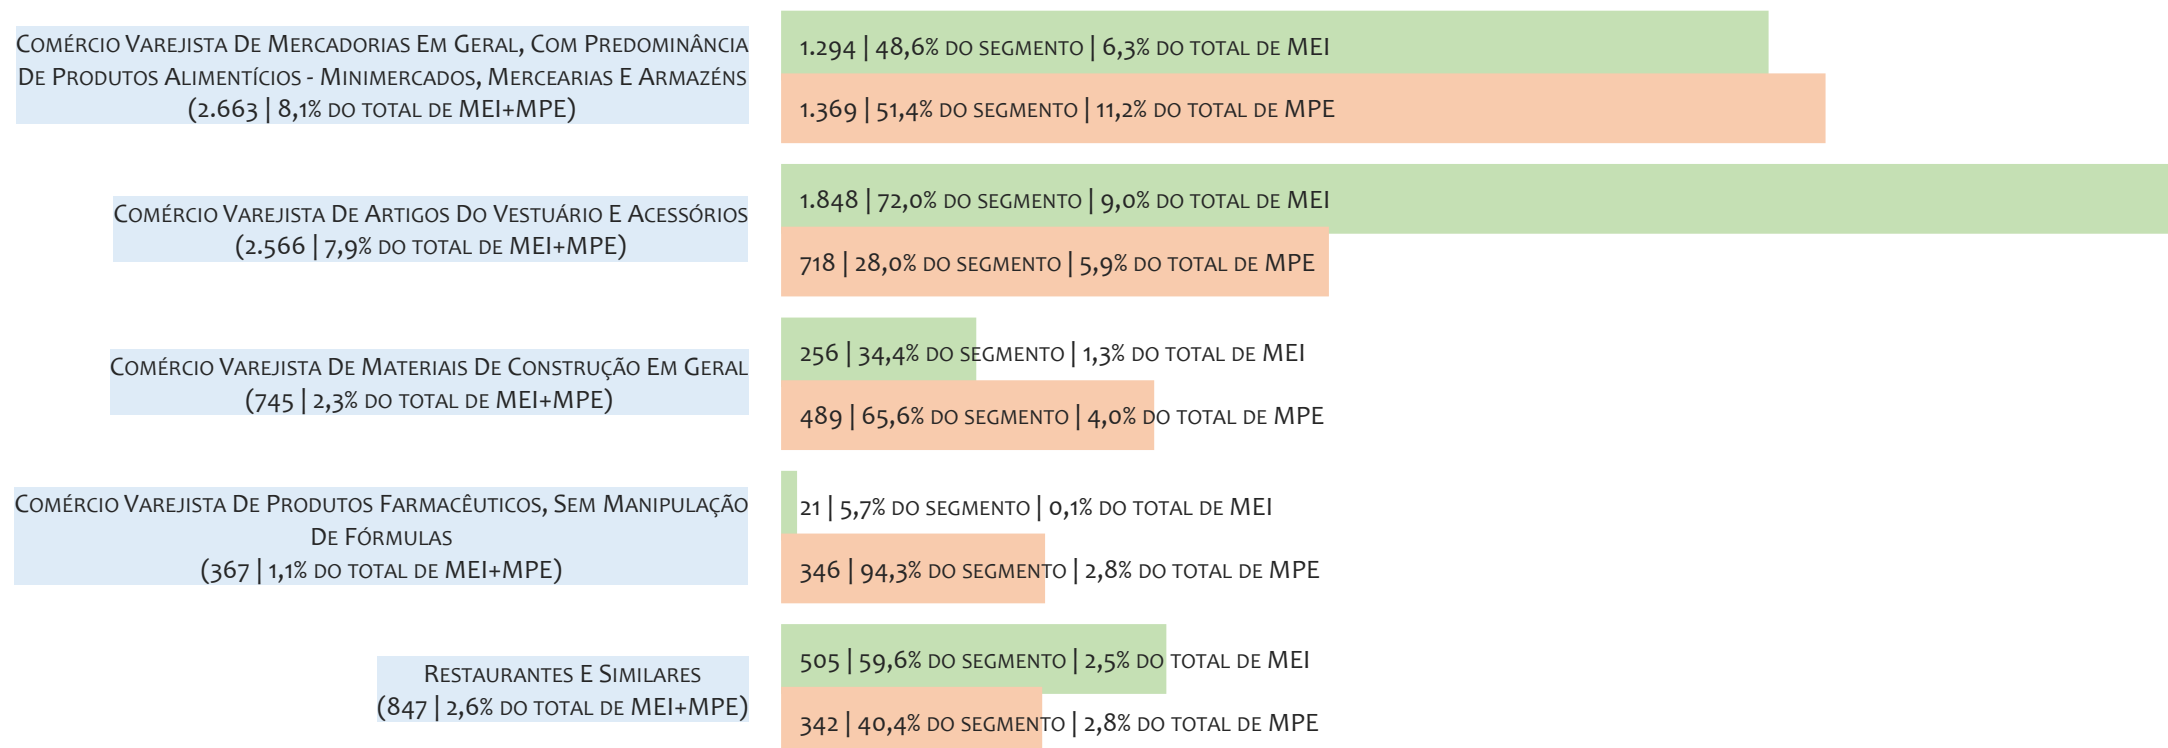 Comércio Varejista De Mercadorias Em Geral, Com Predominância
De Produtos Alimentícios - Minimercados, Mercearias E Armazéns
(2.663 | 8,1% do total de MEI+MPE)
1.294 | 48,6% do segmento | 6,3% do total de MEI
1.369 | 51,4% do segmento | 11,2% do total de MPE
Comércio Varejista De Artigos Do Vestuário E Acessórios
(2.566 | 7,9% do total de MEI+MPE)
1.848 | 72,0% do segmento | 9,0% do total de MEI
718 | 28,0% do segmento | 5,9% do total de MPE
Comércio Varejista De Materiais De Construção Em Geral
(745 | 2,3% do total de MEI+MPE)
256 | 34,4% do segmento | 1,3% do total de MEI
489 | 65,6% do segmento | 4,0% do total de MPE
Comércio Varejista De Produtos Farmacêuticos, Sem Manipulação
De Fórmulas
(367 | 1,1% do total de MEI+MPE)
21 | 5,7% do segmento | 0,1% do total de MEI
346 | 94,3% do segmento | 2,8% do total de MPE
Restaurantes E Similares
(847 | 2,6% do total de MEI+MPE)
505 | 59,6% do segmento | 2,5% do total de MEI
342 | 40,4% do segmento | 2,8% do total de MPE